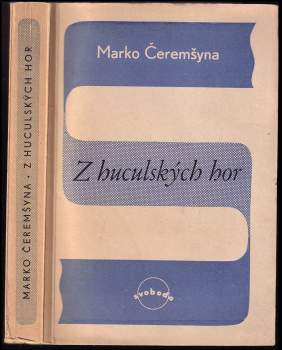 Marko Čeremšyna
Z huculských hor
svoboda
MARKO ČEREMŠYNA · Z HUCULSKÝCH HOR